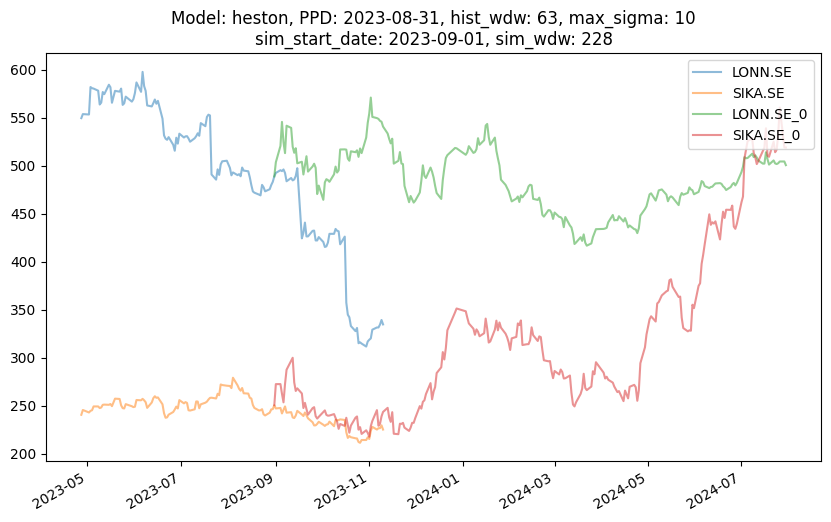 Model: heston, PPD: 2023-08-31, hist_wdw: 63, max_sigma: 10
sim_start_date: 2023-09-01, sim_wdw: 228
600
550
500
450
400
350
300
250
200
LONN.SE
SIKA.SE
LONN.SE_0
SIKA.SE_0
2023-05
2023-07
2023-09
2023-11
2024-01
2024-03
2024-05
2024-07